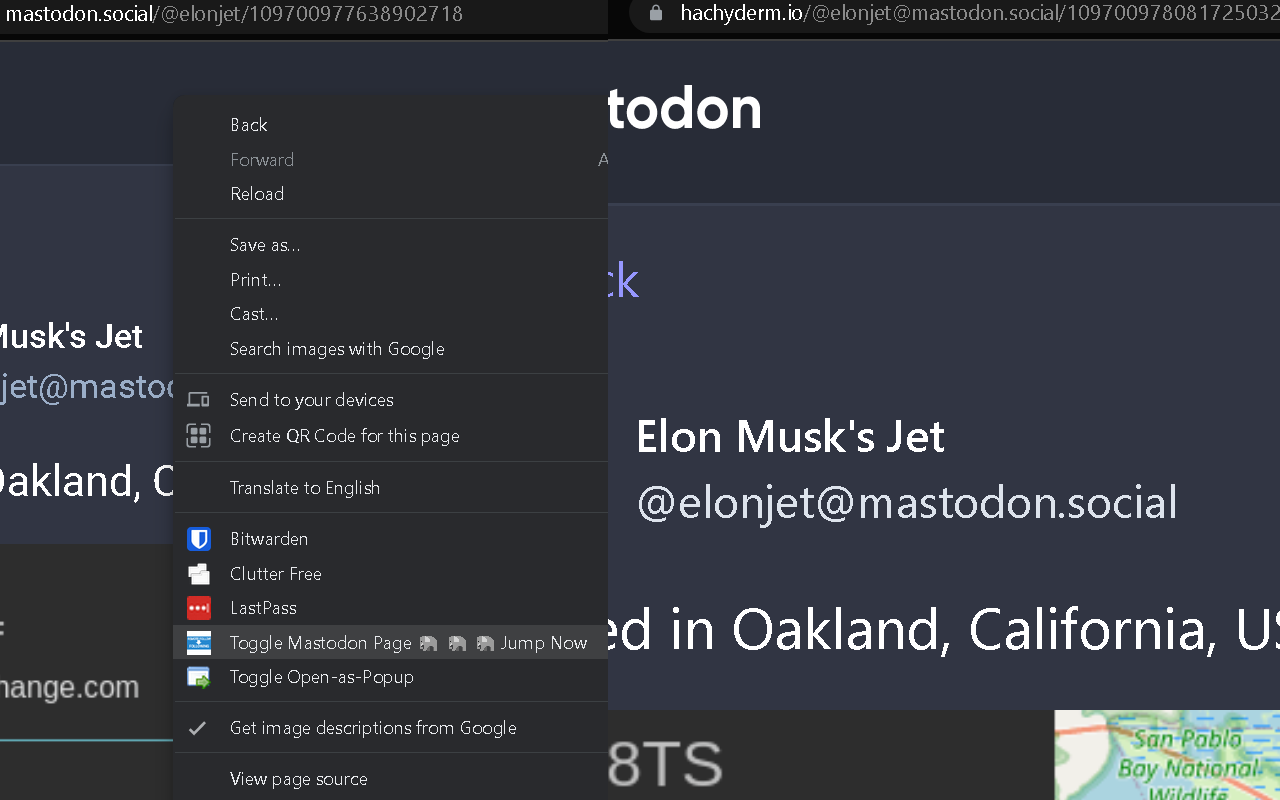 mastodon.social/@elonjet/109700977638902718
Musk's Jet
Oakland,
hange.com
Back
Forward
A
Reload
Save as...
Print...
Cast...
Search images with Google
Send to your devices
Create QR Code for this page
Translate to English
Bitwarden
Clutter Free
LastPass
Toggle Mastodon Page 🐘 🐘 🐘 Jump Now
Toggle Open-as-Popup
Get image descriptions from Google
View page source
hachyderm.io/@elonjet@mastodon.social/109700978081725032
todon
ck
Elon Musk's Jet
@elonjet@mastodon.social
ed in Oakland, California, US
8TS
San Pablo
Bay National
Wildlife